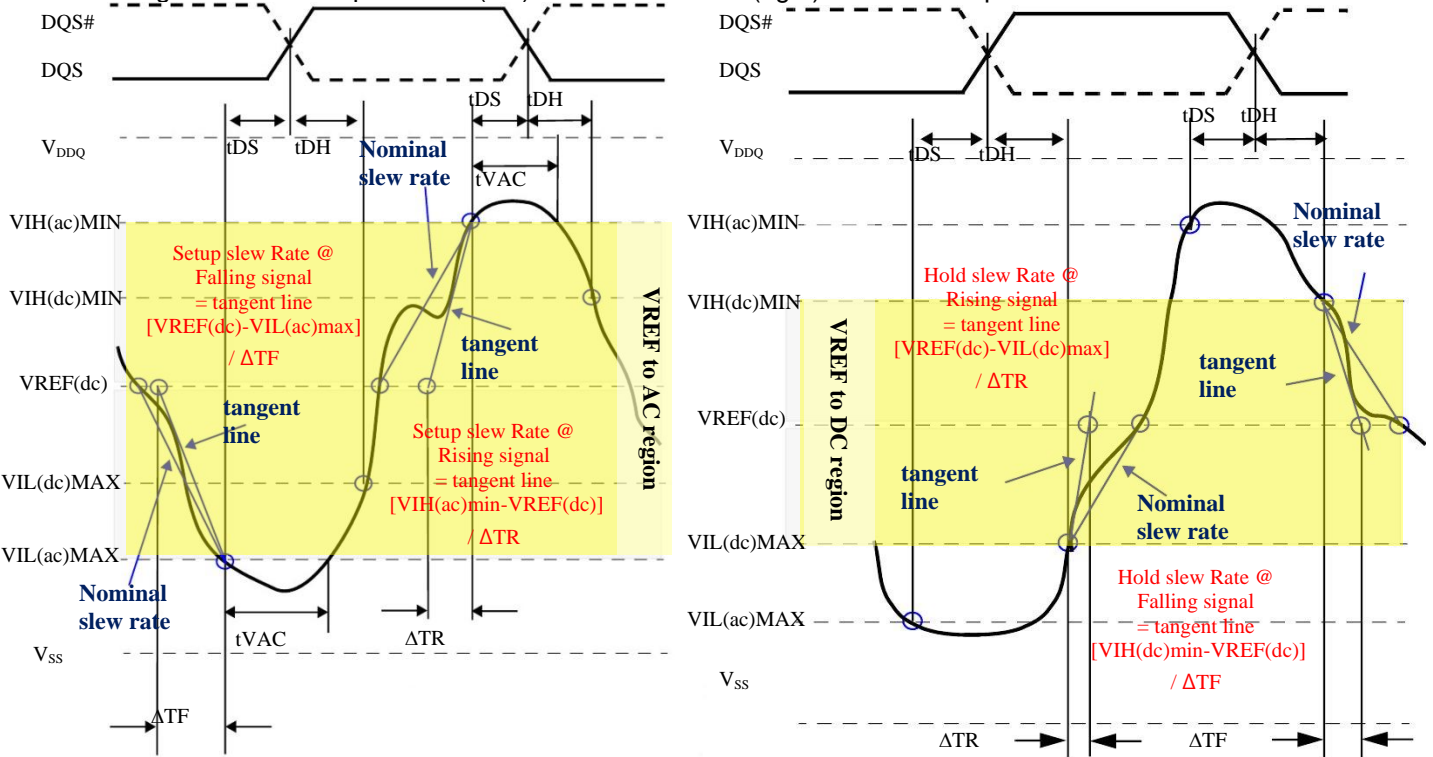 DQS#
DQS
tDS
tDH
VDDQ
tDS
tDH
Nominal
slew rate
tVAC
VIH(ac)MIN
Setup slew Rate @
Falling signal
= tangent line
[VREF(dc)-VIL(ac)max]
/ ΔTF
VIH(dc)MIN
VREF to AC region
tangent
line
VREF(dc)
tangent
line
Setup slew Rate @
Rising signal
= tangent line
[VIH(ac)min-VREF(dc)]
/ ΔTR
VIL(dc)MAX
VIL(ac)MAX
Nominal
slew rate
tVAC
ΔTR
VSS
ΔTF
DQS#
DQS
tDS
tDH
VDDQ
tDS
tDH
VIH(ac)MIN
Nominal
slew rate
Hold slew Rate @
Rising signal
= tangent line
[VREF(dc)-VIL(dc)max]
/ ΔTR
VIH(dc)MIN
VREF to DC region
tangent
line
VREF(dc)
tangent
line
Nominal
slew rate
VIL(dc)MAX
Hold slew Rate @
Falling signal
= tangent line
[VIH(dc)min-VREF(dc)]
/ ΔTF
VIL(ac)MAX
VSS
ΔTR
ΔTF